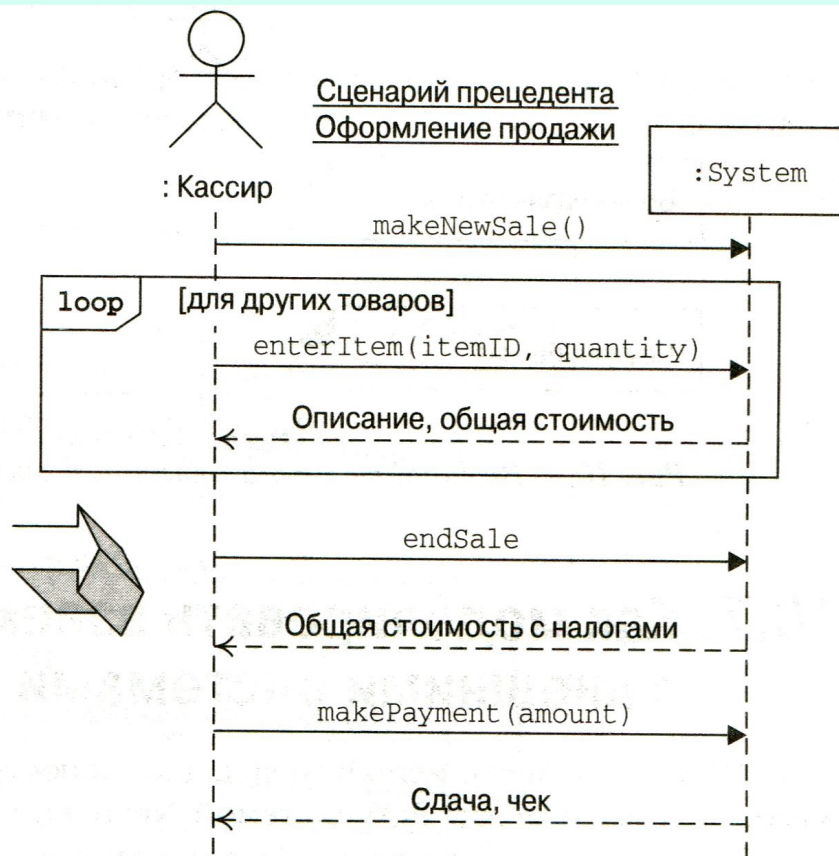 Сценарий прецедента
Оформление продажи
: Кассир
:System
makeNewSale()
loop
[для других товаров]
enterItem(itemID, quantity)
Описание, общая стоимость
endSale
Общая стоимость с налогами
makePayment(amount)
Сдача, чек